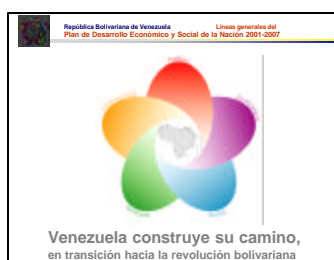 República Bolivariana de Venezuela Líneas generales del
Plan de Desarrollo Económico y Social de la Nación 2001-2007
Venezuela construye su camino,
en transición hacia la revolución bolivariana